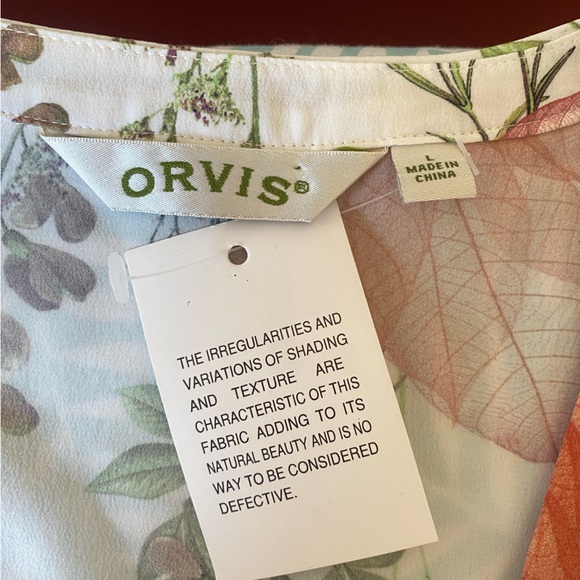 ORVIS®
L
MADE IN
CHINA
THE IRREGULARITIES AND
VARIATIONS OF SHADING
AND TEXTURE ARE
CHARACTERISTIC OF THIS
FABRIC ADDING TO ITS
NATURAL BEAUTY AND IS NO
WAY TO BE CONSIDERED
DEFECTIVE.